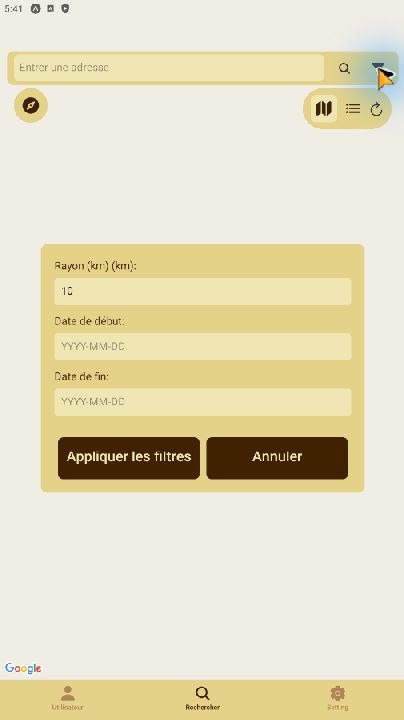 5:41
Entrer une adresse
Rayon (km) (km):
10
Date de début:
YYYY-MM-DD
Date de fin:
YYYY-MM-DD
Appliquer les filtres
Annuler
Google
Utilisateur
Rechercher
Setting